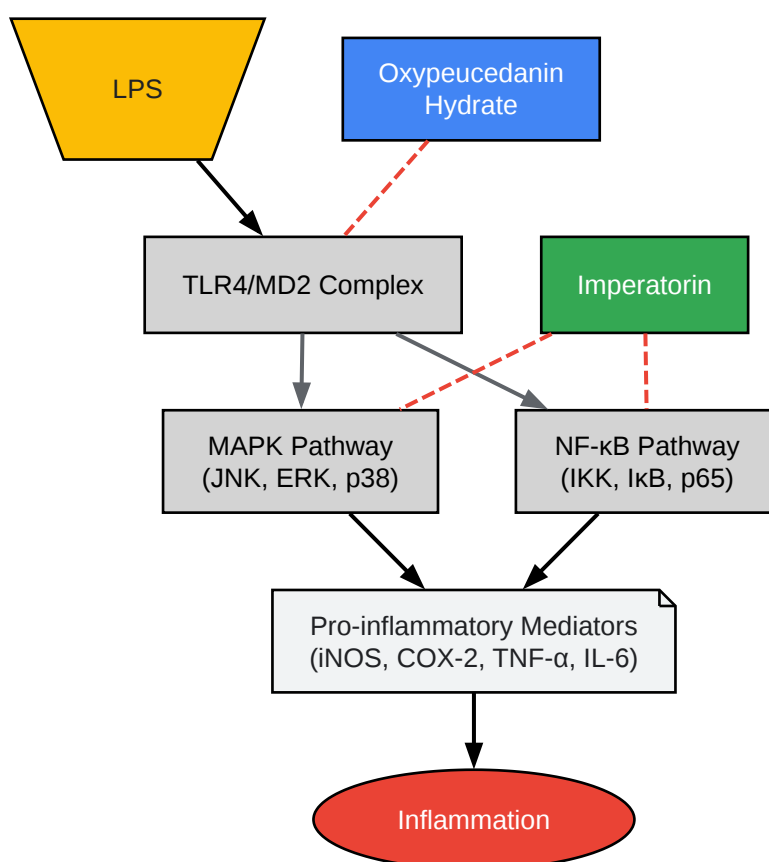 LPS
Oxypeucedanin
Hydrate
TLR4/MD2 Complex
Imperatorin
MAPK Pathway
(JNK, ERK, p38)
NF-κB Pathway
(IKK, IκB, p65)
Pro-inflammatory Mediators
(iNOS, COX-2, TNF-α, IL-6)
Inflammation